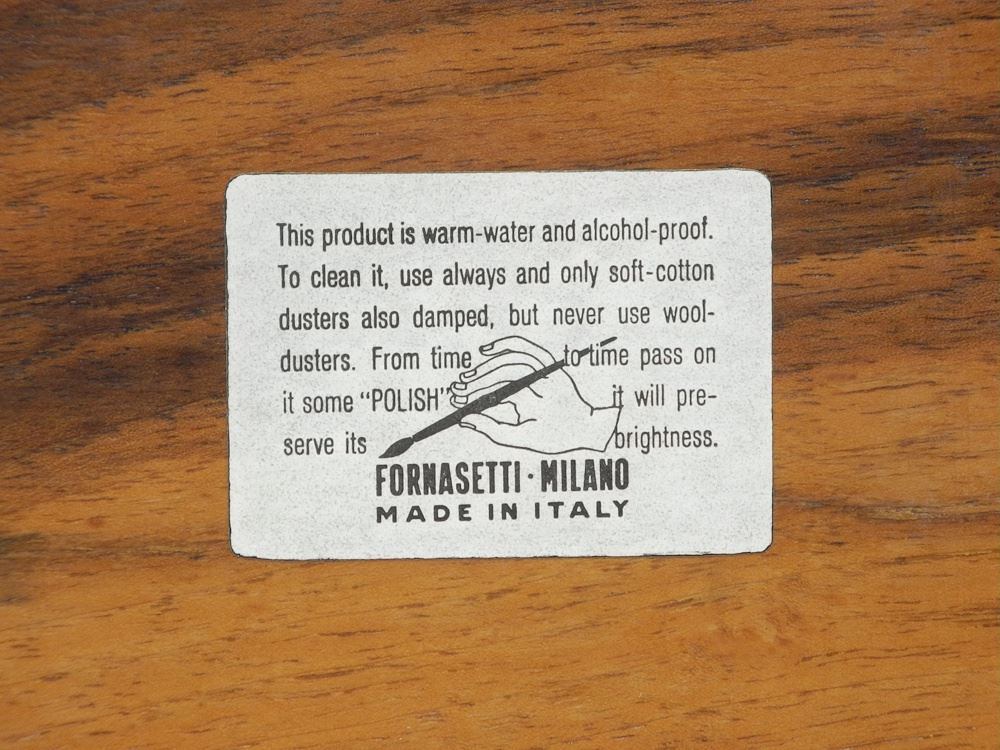 This product is warm-water and alcohol-proof.
To clean it, use always and only soft-cotton
dusters also damped, but never use wool-
dusters. From time to time pass on
it some “POLISH” it will pre-
serve its brightness.
FORNASETTI · MILANO
MADE IN ITALY